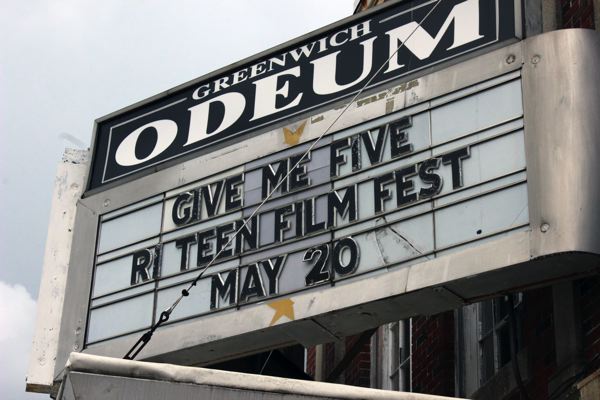 GREENWICH
ODEUM
GIVE ME FIVE
RI TEEN FILM FEST
MAY 20